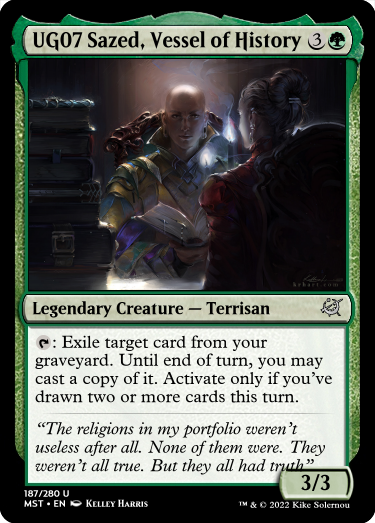 UG07 Sazed, Vessel of History 3
kehart.com
Legendary Creature — Terrisan
: Exile target card from your
graveyard. Until end of turn, you may
cast a copy of it. Activate only if you’ve
drawn two or more cards this turn.
“The religions in my portfolio weren’t
useless after all. None of them were. They
weren’t all true. But they all had truth”
3/3
187/280 U
MST • EN KELLEY HARRIS
™ & © 2022 Kike Solernou